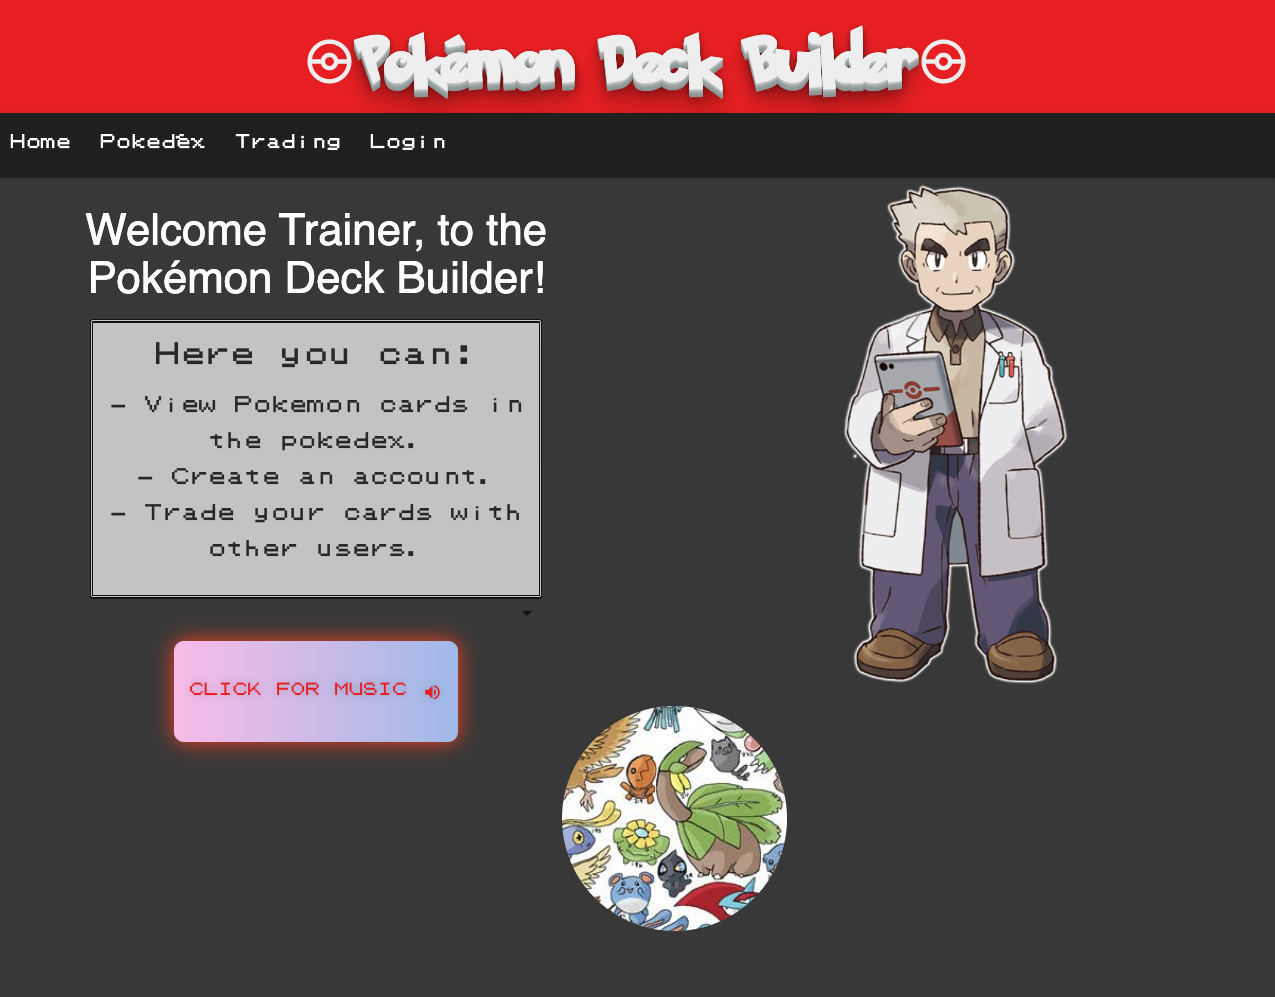 Pokémon Deck Builder
Home Pokedex Trading Login
Welcome Trainer, to the
Pokémon Deck Builder!
Here you can:
- View Pokemon cards in
the pokedex.
- Create an account.
- Trade your cards with
other users.
CLICK FOR MUSIC